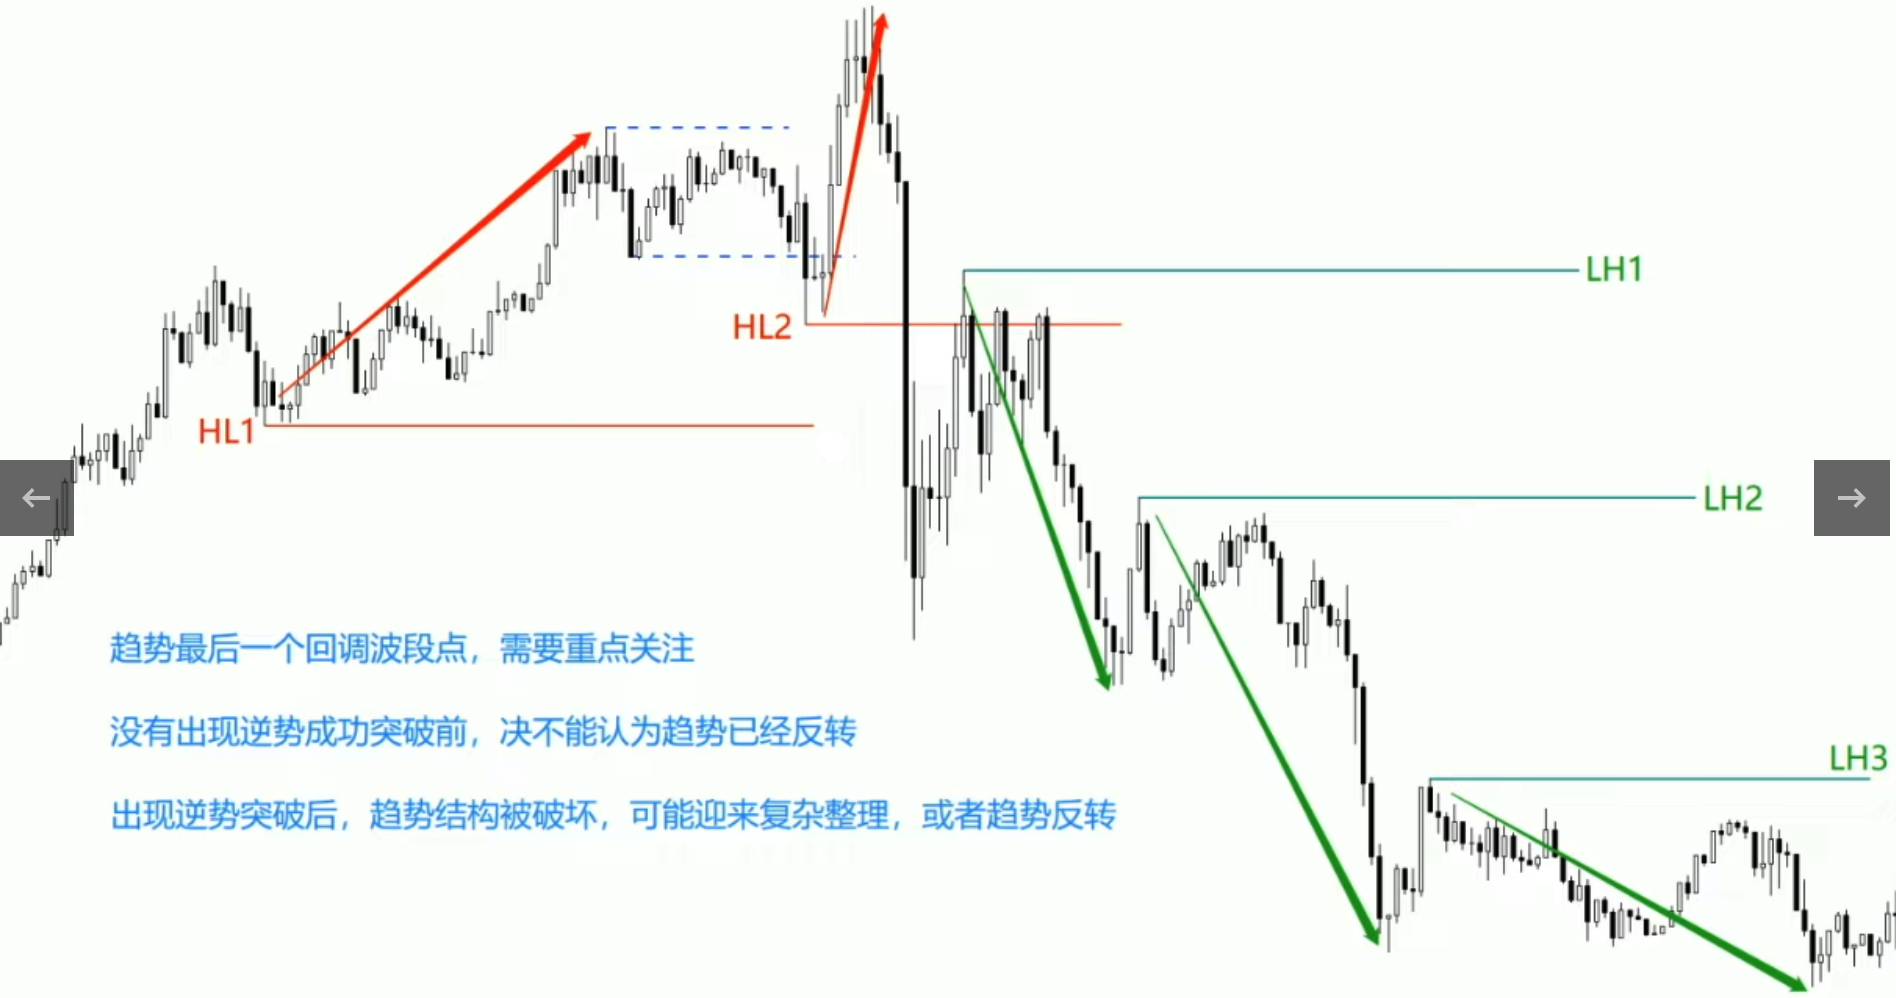 LH1
HL2
HL1
LH2
趋势最后一个回调波段点，需要重点关注
没有出现逆势成功突破前，决不能认为趋势已经反转
LH3
出现逆势突破后，趋势结构被破坏，可能迎来复杂整理，或者趋势反转